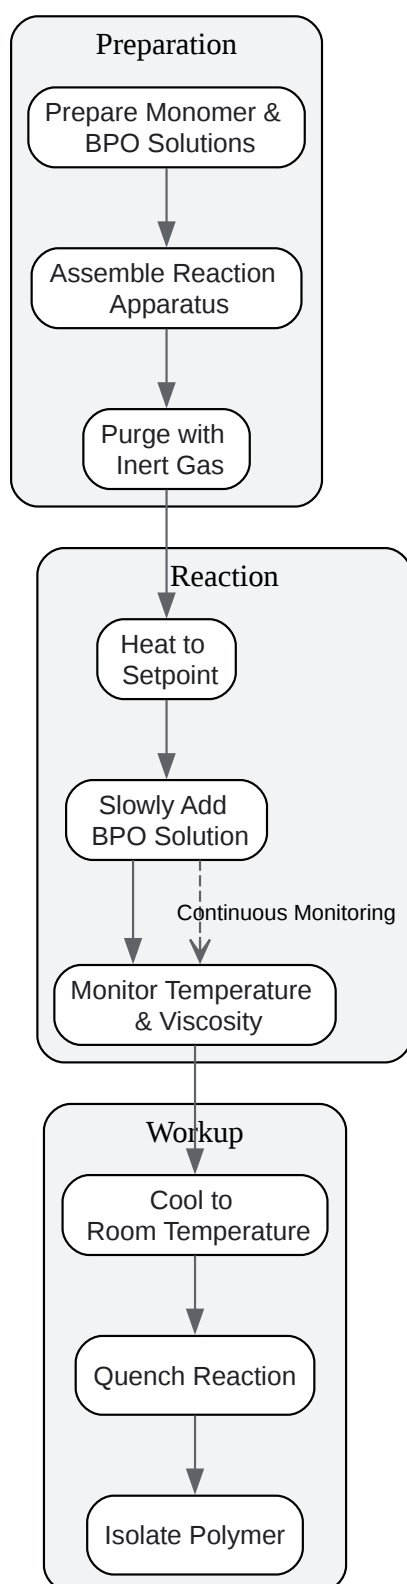 Preparation
Prepare Monomer &
BPO Solutions
Assemble Reaction
Apparatus
Purge with
Inert Gas
Reaction
Heat to
Setpoint
Slowly Add
BPO Solution
Continuous Monitoring
Monitor Temperature
& Viscosity
Workup
Cool to
Room Temperature
Quench Reaction
Isolate Polymer